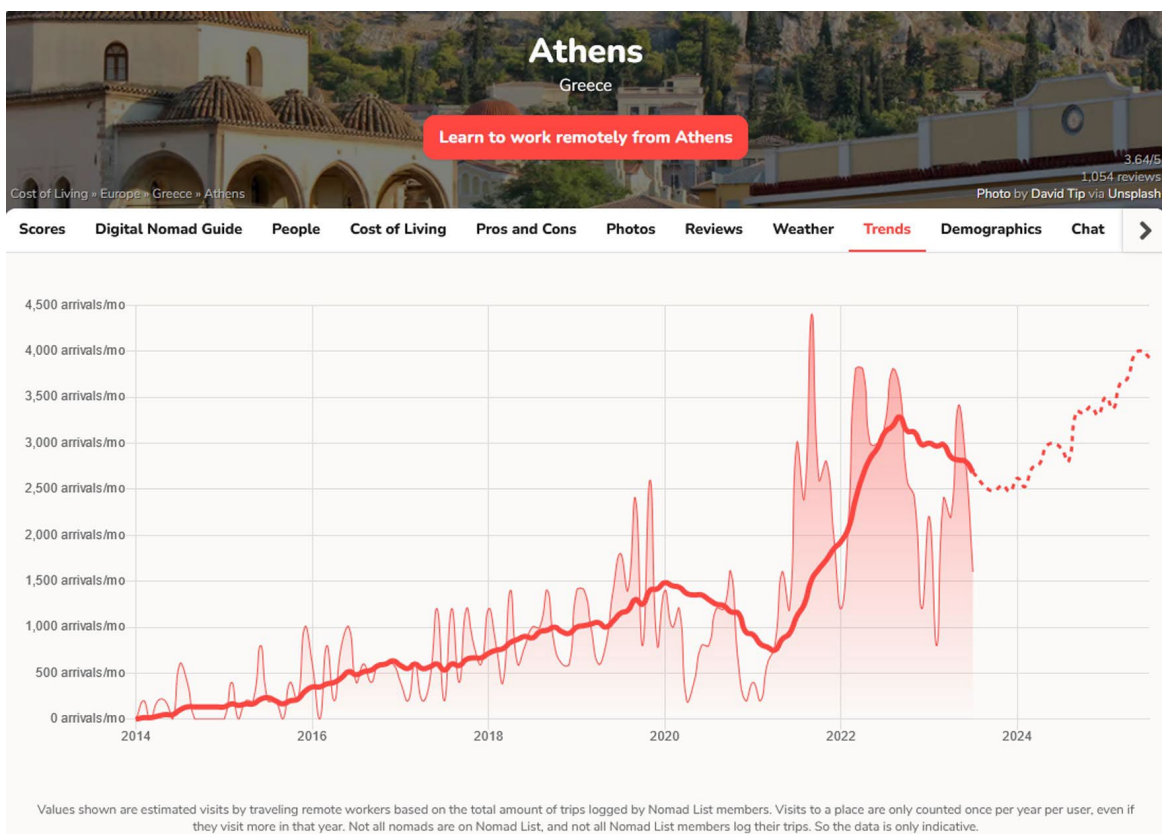 Athens
Greece
Learn to work remotely from Athens
3.64/5
1,054 reviews
Cost of Living » Europe » Greece » Athens
Photo by David Tip via Unsplash
Scores Digital Nomad Guide People Cost of Living Pros and Cons Photos Reviews Weather Trends Demographics Chat
4,500 arrivals/mo
4,000 arrivals/mo
3,500 arrivals/mo
3,000 arrivals/mo
2,500 arrivals/mo
2,000 arrivals/mo
1,500 arrivals/mo
1,000 arrivals/mo
500 arrivals/mo
0 arrivals/mo
2014 2016 2018 2020 2022 2024
Values shown are estimated visits by traveling remote workers based on the total amount of trips logged by Nomad List members. Visits to a place are only counted once per year per user, even if
they visit more in that year. Not all nomads are on Nomad List, and not all Nomad List members log their trips. So the data is only indicative.